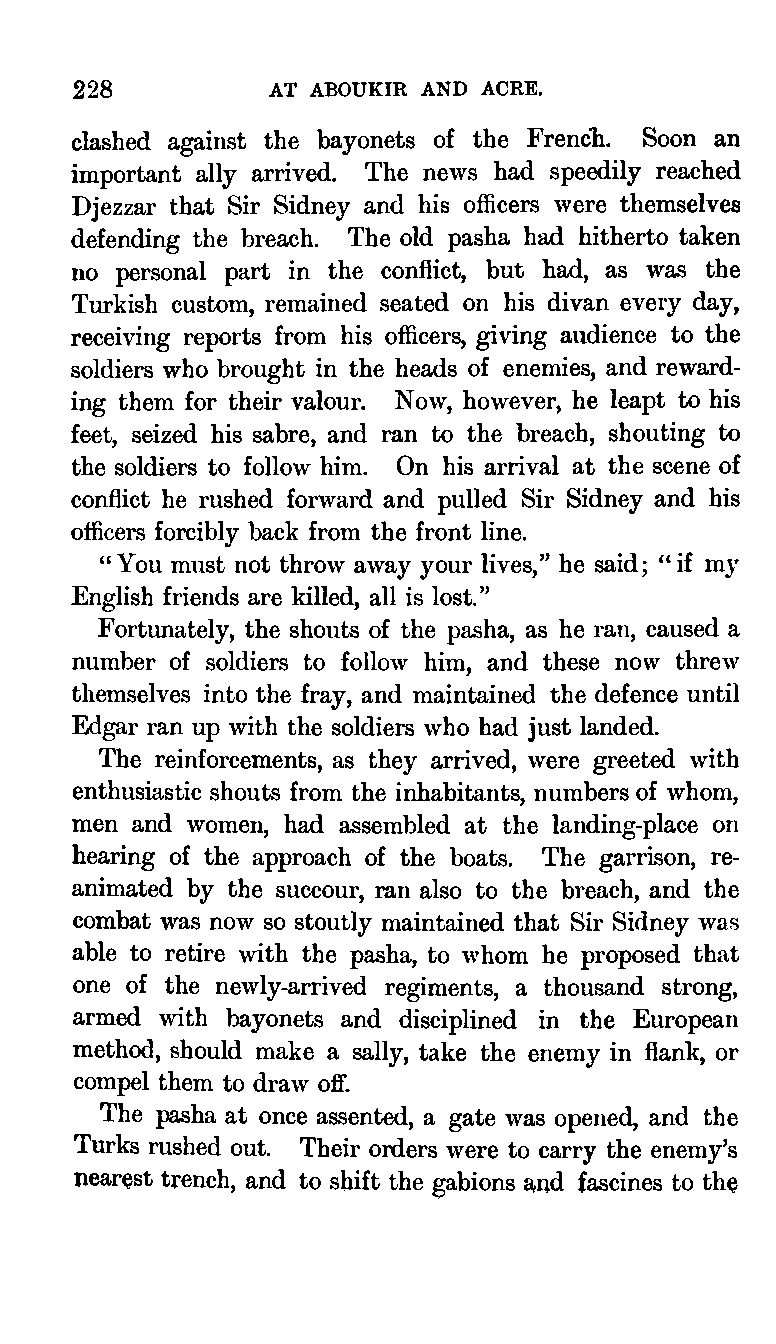 228 AT ABOUKIR AND ACRE.
clashed against the bayonets of the French. Soon an
important ally arrived. The news had speedily reached
Djezzar that Sir Sidney and his officers were themselves
defending the breach. The old pasha had hitherto taken
no personal part in the conflict, but had, as was the
Turkish custom, remained seated on his divan every day,
receiving reports from his officers, giving audience to the
soldiers who brought in the heads of enemies, and reward-
ing them for their valour. Now, however, he leapt to his
feet, seized his sabre, and ran to the breach, shouting to
the soldiers to follow him. On his arrival at the scene of
conflict he rushed forward and pulled Sir Sidney and his
officers forcibly back from the front line.
"You must not throw away your lives," he said; "if my
English friends are killed, all is lost."
Fortunately, the shouts of the pasha, as he ran, caused a
number of soldiers to follow him, and these now threw
themselves into the fray, and maintained the defence until
Edgar ran up with the soldiers who had just landed.
The reinforcements, as they arrived, were greeted with
enthusiastic shouts from the inhabitants, numbers of whom,
men and women, had assembled at the landing-place on
hearing of the approach of the boats. The garrison, re-
animated by the succour, ran also to the breach, and the
combat was now so stoutly maintained that Sir Sidney was
able to retire with the pasha, to whom he proposed that
one of the newly-arrived regiments, a thousand strong,
armed with bayonets and disciplined in the European
method, should make a sally, take the enemy in flank, or
compel them to draw off.
The pasha at once assented, a gate was opened, and the
Turks rushed out. Their orders were to carry the enemy's
nearest trench, and to shift the gabions and fascines to the